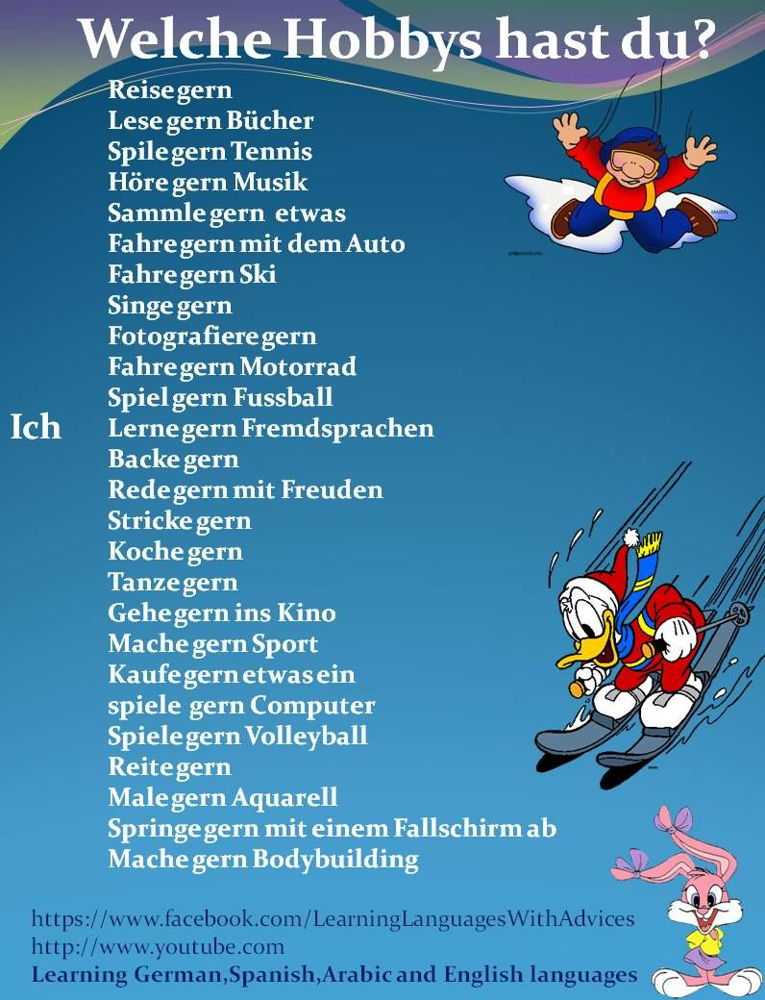 Welche Hobbys hast du?
Reise gern
Lese gern Bücher
Spile gern Tennis
Höre gern Musik
Sammle gern etwas
Fahre gern mit dem Auto
Fahre gern Ski
Singe gern
Fotografiere gern
Fahre gern Motorrad
Spiel gern Fussball
Ich
Lerne gern Fremdsprachen
Backe gern
Rede gern mit Freuden
Stricke gern
Koche gern
Tanze gern
Gehe gern ins Kino
Mache gern Sport
Kaufe gern etwas ein
spiele gern Computer
Spiele gern Volleyball
Reite gern
Male gern Aquarell
Springe gern mit einem Fallschirm ab
Mache gern Bodybuilding
https://www.facebook.com/LearningLanguagesWithAdvices
http://www.youtube.com
Learning German,Spanish,Arabic and English languages